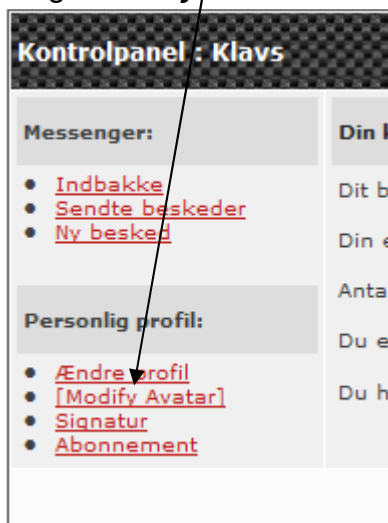 Kontrolpanel : Klavs
Messenger:
Indbakke
Sendte beskeder
Ny besked
Personlig profil:
Ændre profil
[Modify Avatar]
Signatur
Abonnement
Din
Dit b
Din e
Anta
Du e
Du h